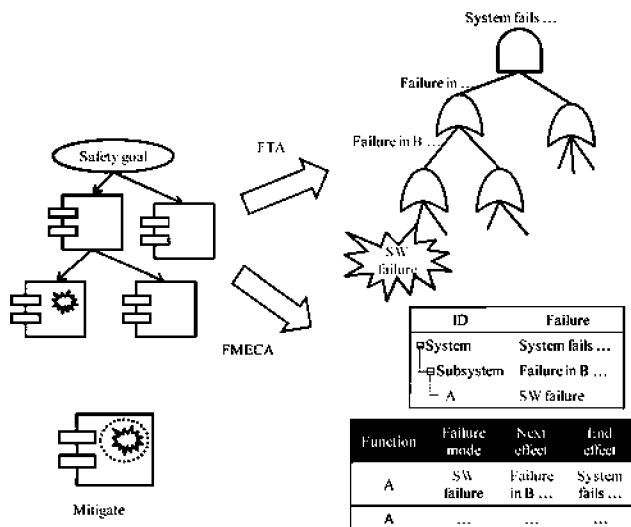 System fails ...
Failure in ...
Failure in B ...
Safety goal
FTA
SW
failure
FMECA
ID Failure
System System fails ...
Subsystem Failure in B ...
A SW failure
Mitigate
Function Failure mode Next effect End effect
A SW failure Failure in B ... System fails ...
A ... ... ...